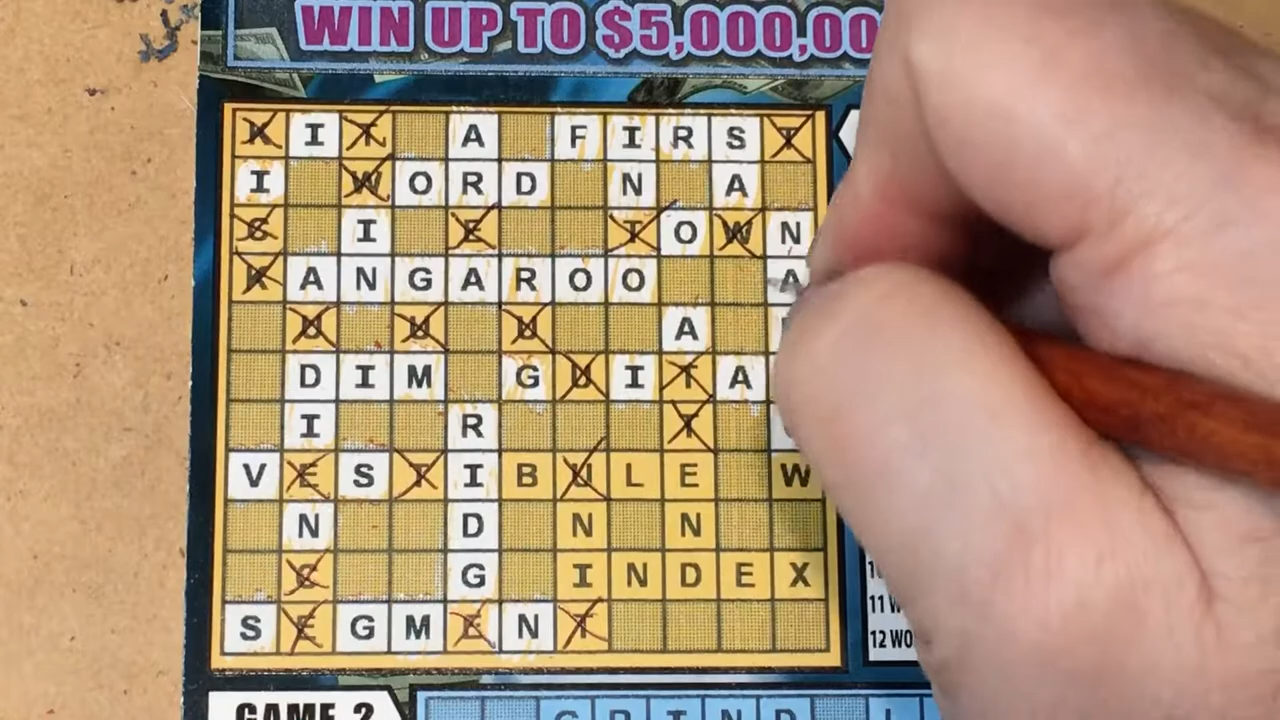 WIN UP TO $5,000,00
K I T A F I R S T
I W O R D N A
C I E T O W N
K A N G A R O O A
U U U A
D I M G U I T A
I R T
V E S T I B U L E W
N D N N
C G I N D E X
S E G M E N T
11 W
12 WO
GAME 2
G R I N D L